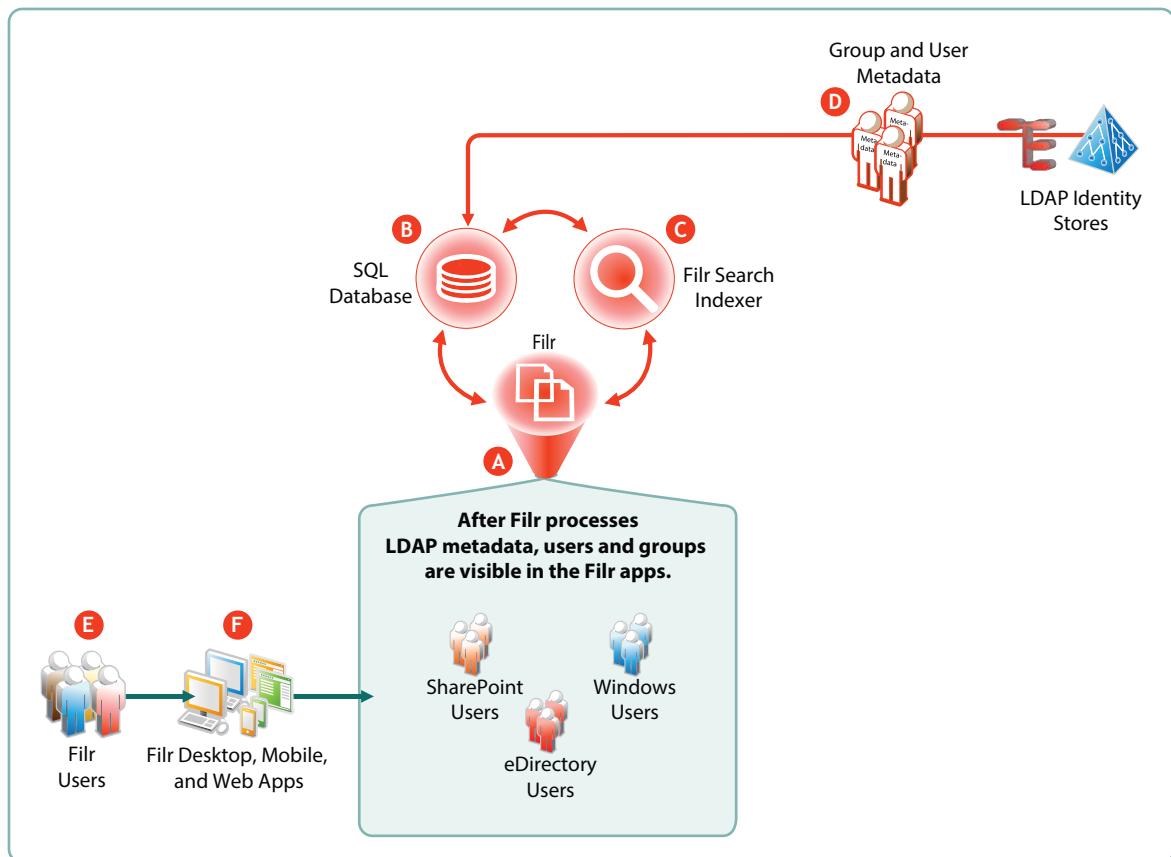 Group and User
Metadata
D
Meta-
data
Meta-
data
Meta-
data
LDAP Identity
Stores
B
C
SQL
Database
Filr Search
Indexer
Filr
A
After Filr processes
LDAP metadata, users and groups
are visible in the Filr apps.
E
F
SharePoint
Users
Windows
Users
eDirectory
Users
Filr
Users
Filr Desktop, Mobile,
and Web Apps